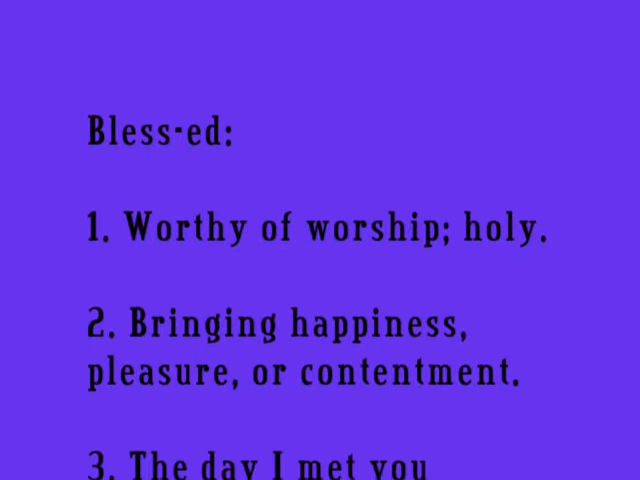 Bless-ed:
1. Worthy of worship; holy.
2. Bringing happiness,
pleasure, or contentment.
3. The day I met you